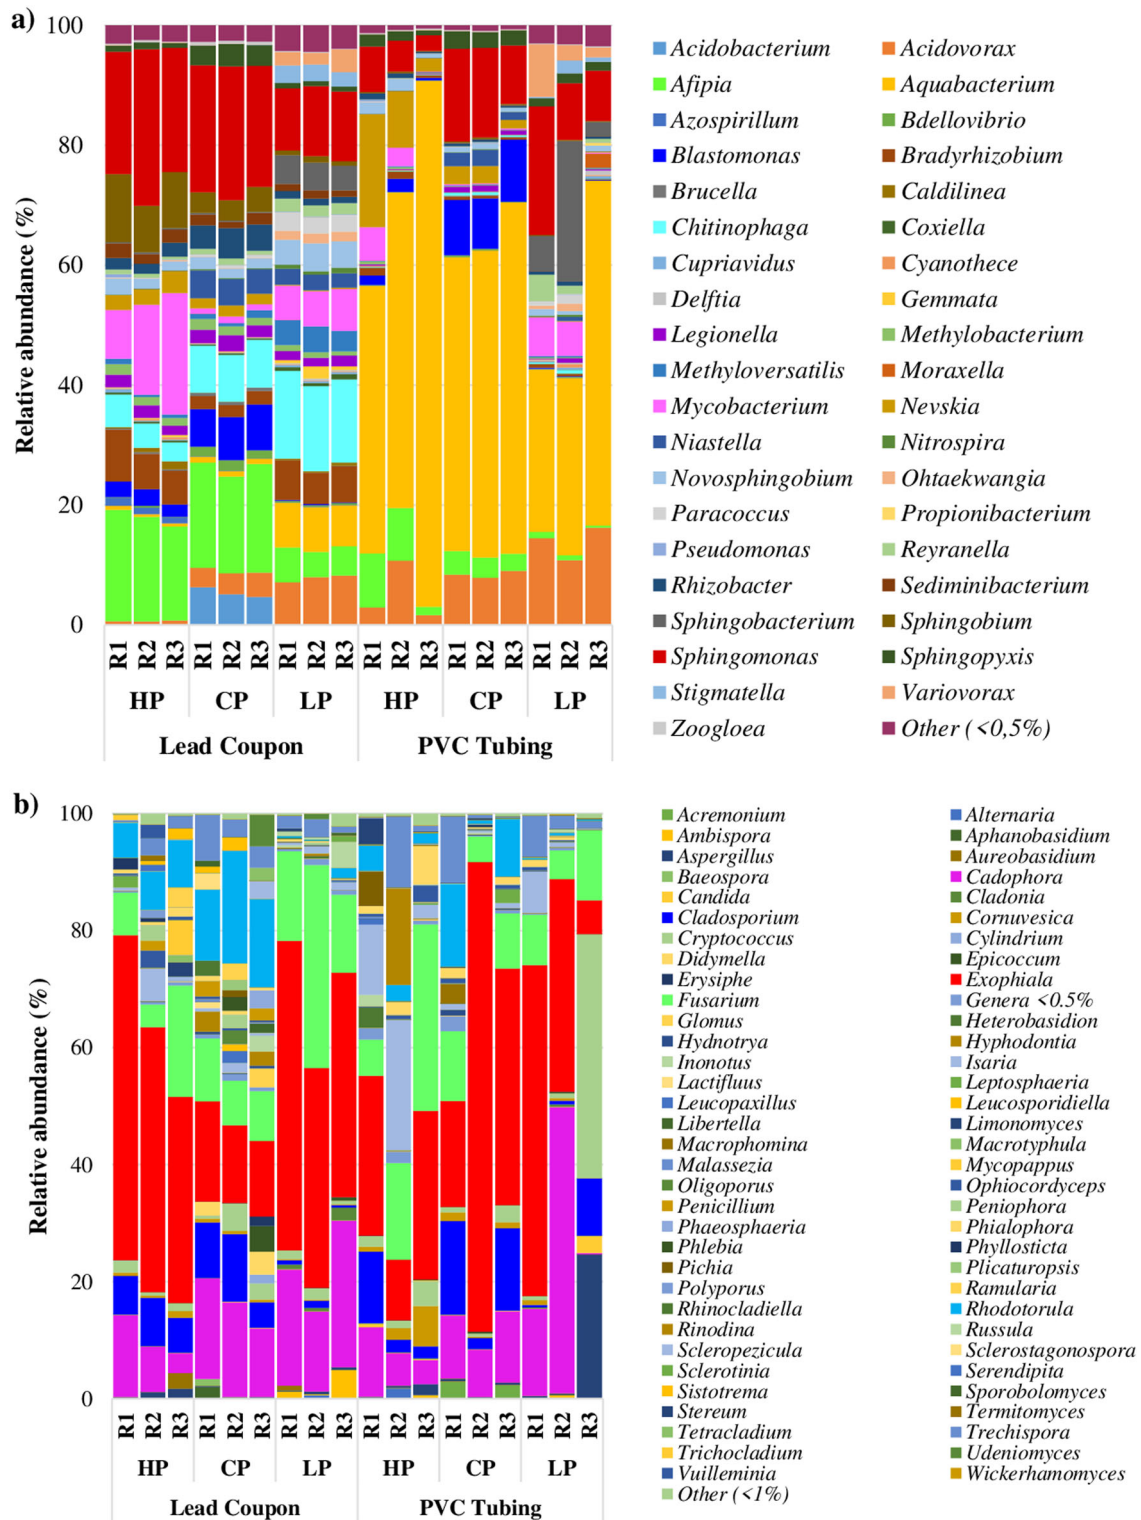 a)
100
80
60
40
20
0
Relative abundance (%)
R1 R2 R3 R1 R2 R3 R1 R2 R3 R1 R2 R3 R1 R2 R3 R1 R2 R3
HP CP LP HP CP LP
Lead Coupon PVC Tubing
Acidobacterium Acidovorax
Afipia Aquabacterium
Azospirillum Bdellovibrio
Blastomonas Bradyrhizobium
Brucella Caldilinea
Chitinophaga Coxiella
Cupriavidus Cyanothece
Delftia Gemmata
Legionella Methylobacterium
Methyloversatilis Moraxella
Mycobacterium Nevskia
Niastella Nitrospira
Novosphingobium Ohtaekwangia
Paracoccus Propionibacterium
Pseudomonas Reyranella
Rhizobacter Sediminibacterium
Sphingobacterium Sphingobium
Sphingomonas Sphingopyxis
Stigmatella Variovorax
Zoogloea Other (<0,5%)
b)
100
80
60
40
20
0
Relative abundance (%)
R1 R2 R3 R1 R2 R3 R1 R2 R3 R1 R2 R3 R1 R2 R3 R1 R2 R3
HP CP LP HP CP LP
Lead Coupon PVC Tubing
Acremonium Alternaria
Ambispora Aphanobasidium
Aspergillus Aureobasidium
Baeospora Cadophora
Candida Cladonia
Cladosporium Cornuvesica
Cryptococcus Cylindrium
Didymella Epicoccum
Erysiphe Exophiala
Fusarium Genera <0.5%
Glomus Heterobasidion
Hydnotrya Hyphodontia
Inonotus Isaria
Lactifluus Leptosphaeria
Leucopaxillus Leucosporidiella
Libertella Limonomyces
Macrophomina Macrotyphula
Malassezia Mycopappus
Oligoporus Ophiocordyceps
Penicillium Peniophora
Phaeosphaeria Phialophora
Phlebia Phyllosticta
Pichia Plicaturopsis
Polyporus Ramularia
Rhinocladiella Rhodotorula
Rinodina Russula
Scleropezicula Sclerostagonospora
Sclerotinia Serendipita
Sistotrema Sporobolomyces
Stereum Termitomyces
Tetracladium Trechispora
Trichocladium Udeniomyces
Vuilleminia Wickerhamomyces
Other (<1%)